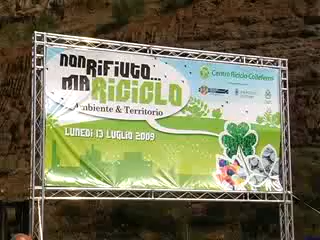 NON RIFIUTO...
MA RICICLO
Ambiente & Territorio
LUNEDÌ 13 LUGLIO 2009
Centro Riciclo Colleferro